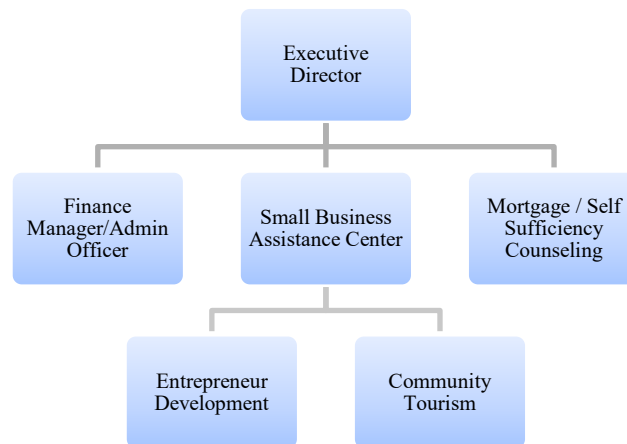 Executive
Director
Finance
Manager/Admin
Officer
Small Business
Assistance Center
Mortgage / Self
Sufficiency
Counseling
Entrepreneur
Development
Community
Tourism